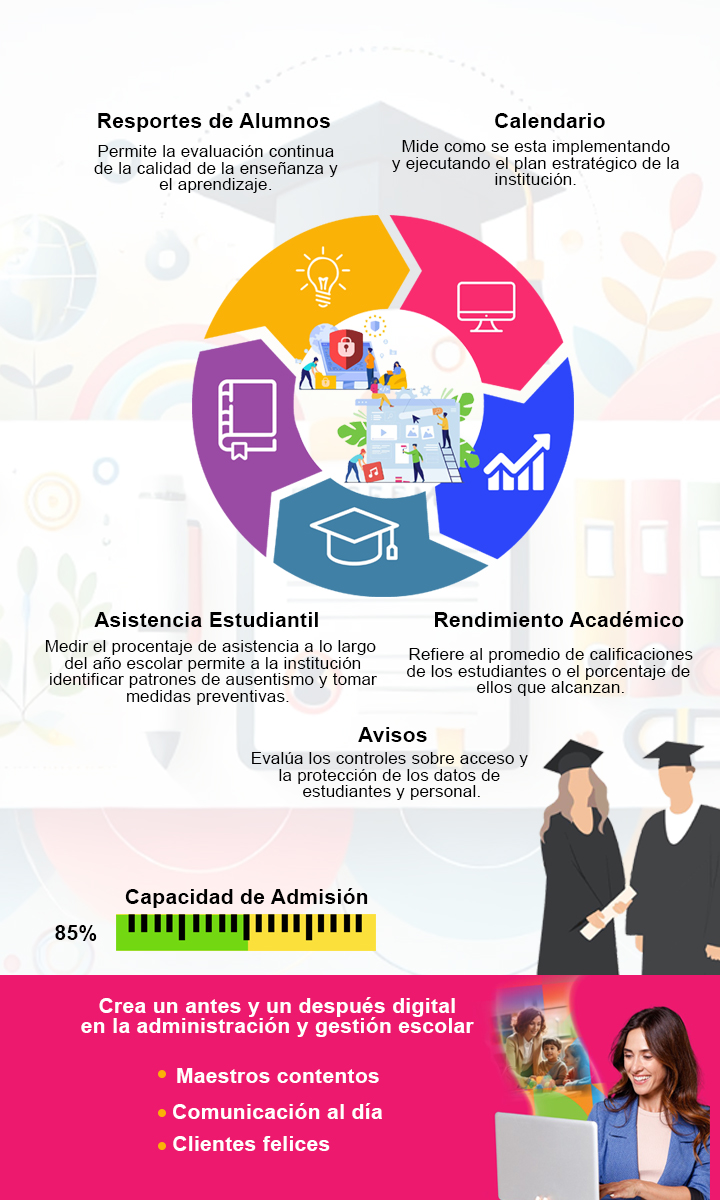 Resportes de Alumnos
Permite la evaluación continua
de la calidad de la enseñanza y
el aprendizaje.
Calendario
Mide como se esta implementando
y ejecutando el plan estratégico de la
institución.
Asistencia Estudiantil
Medir el procentaje de asistencia a lo largo
del año escolar permite a la institución
identificar patrones de ausentismo y tomar
medidas preventivas.
Rendimiento Académico
Refiere al promedio de calificaciones
de los estudiantes o el porcentaje de
ellos que alcanzan.
Avisos
Evalúa los controles sobre acceso y
la protección de los datos de
estudiantes y personal.
Capacidad de Admisión
85%
Crea un antes y un después digital
en la administración y gestión escolar
Maestros contentos
Comunicación al día
Clientes felices